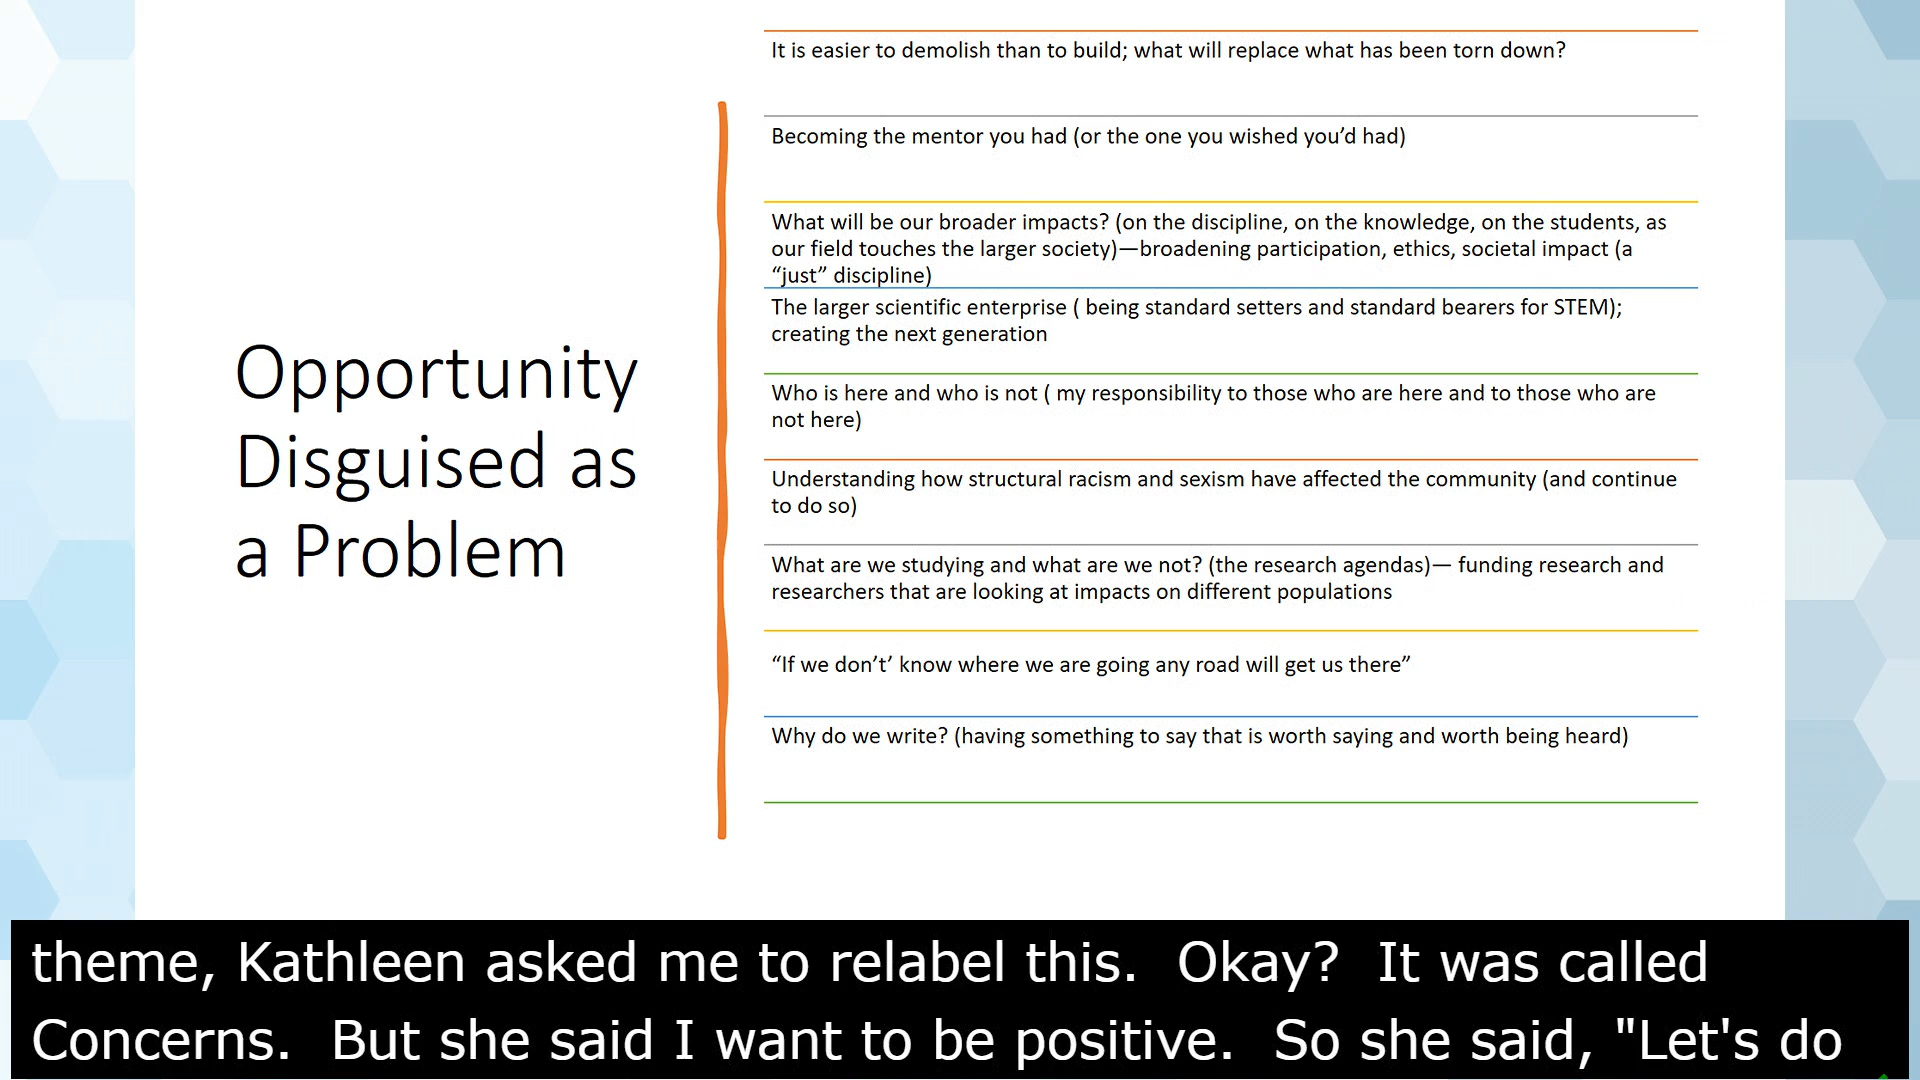 Opportunity
Disguised as
a Problem
It is easier to demolish than to build; what will replace what has been torn down?
Becoming the mentor you had (or the one you wished you’d had)
What will be our broader impacts? (on the discipline, on the knowledge, on the students, as
our field touches the larger society)—broadening participation, ethics, societal impact (a
“just” discipline)
The larger scientific enterprise ( being standard setters and standard bearers for STEM);
creating the next generation
Who is here and who is not ( my responsibility to those who are here and to those who are
not here)
Understanding how structural racism and sexism have affected the community (and continue
to do so)
What are we studying and what are we not? (the research agendas)— funding research and
researchers that are looking at impacts on different populations
“If we don’t’ know where we are going any road will get us there”
Why do we write? (having something to say that is worth saying and worth being heard)
theme, Kathleen asked me to relabel this.  Okay?  It was called
Concerns.  But she said I want to be positive.  So she said, "Let's do